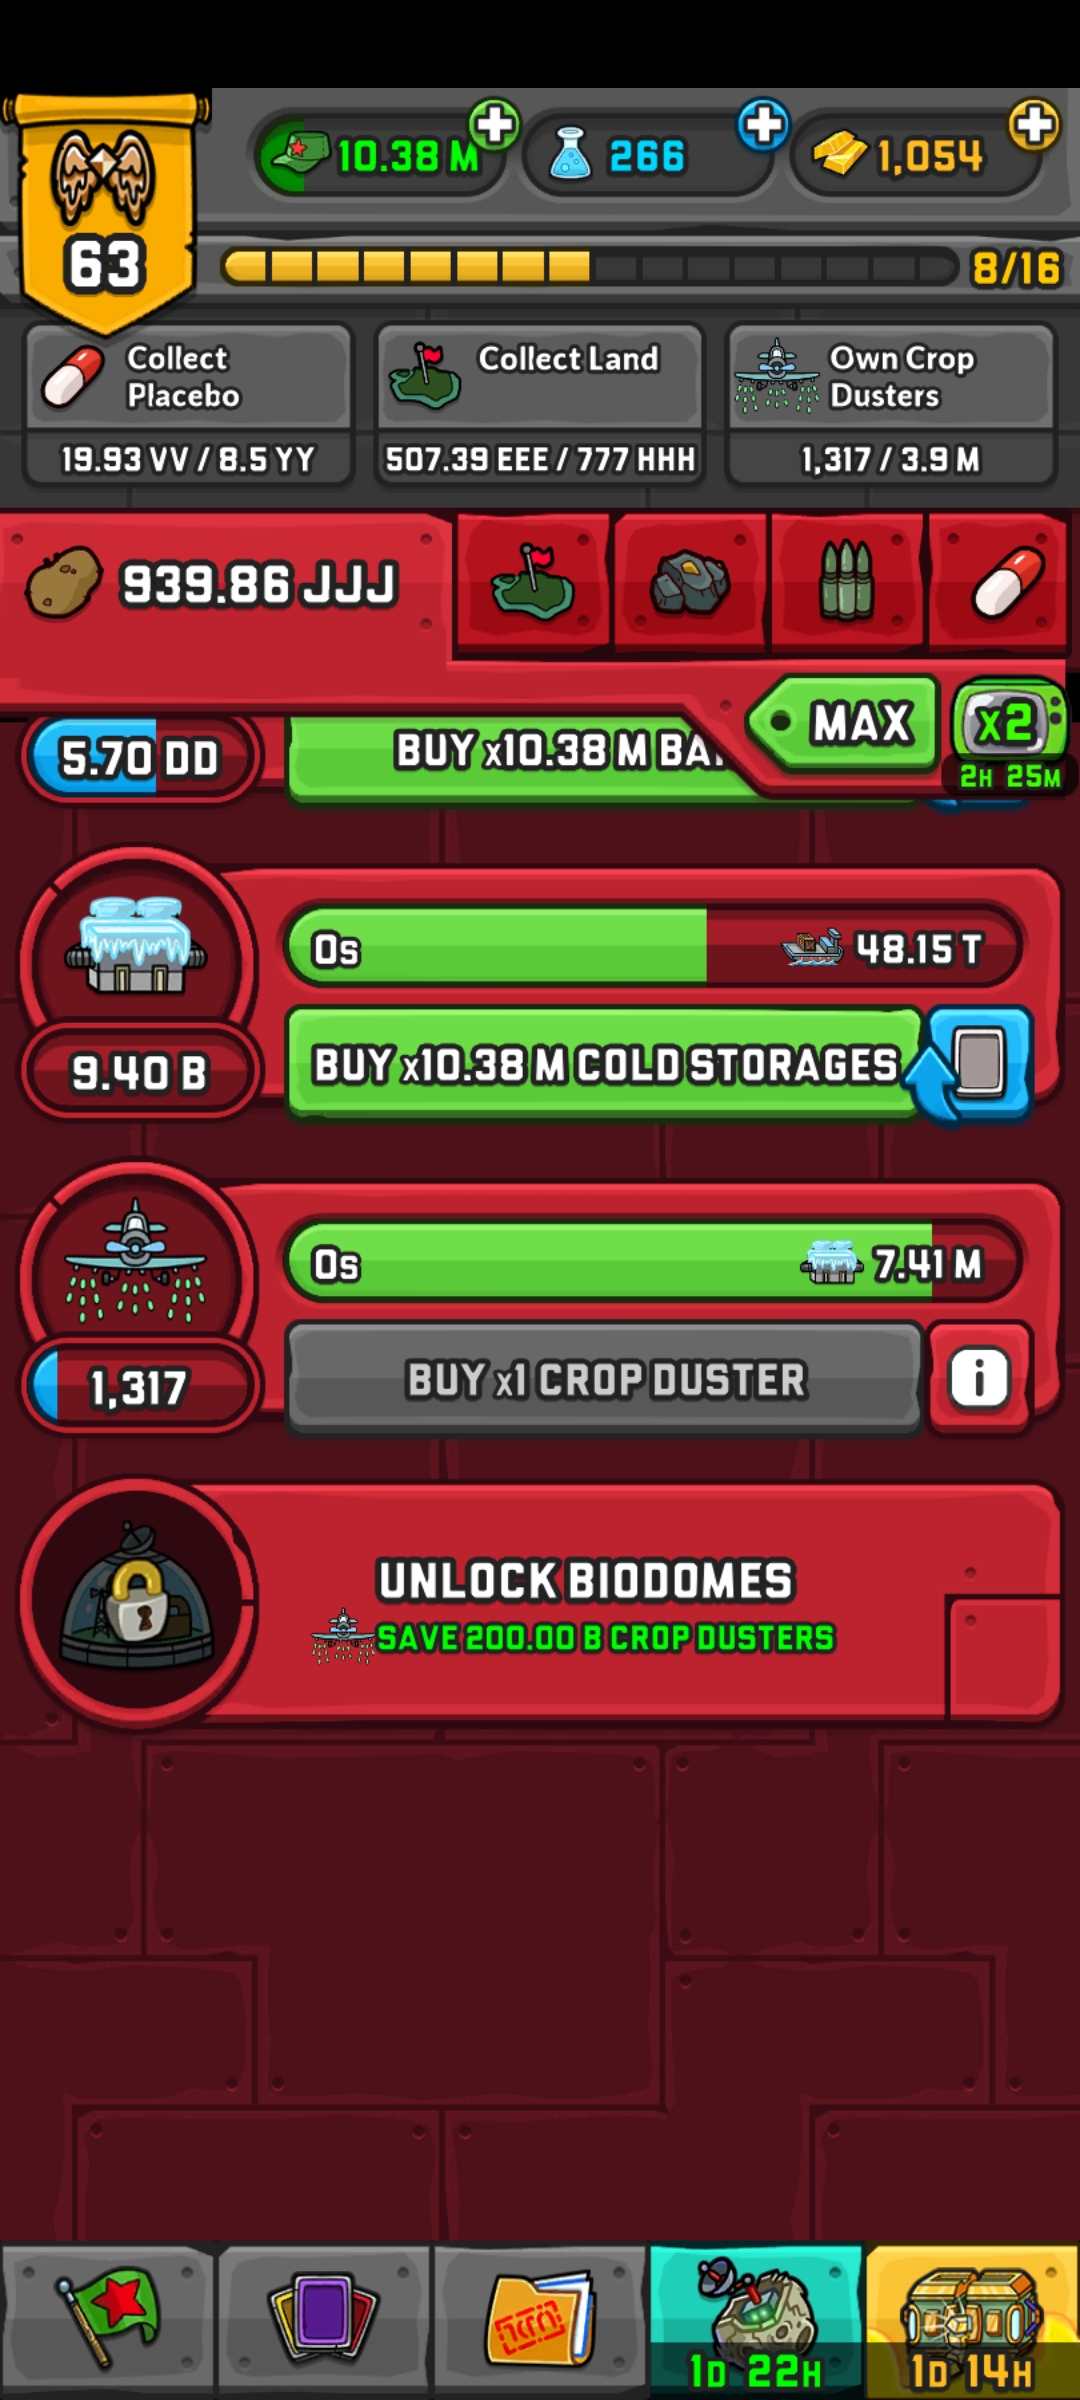 10.38 M
266
1,054
63
8/16
Collect
Placebo
19.93 VV / 8.5 YY
Collect Land
507.39 EEE / 777 HHH
Own Crop
Dusters
1,317 / 3.9 M
939.86 JJJ
MAX
x2
2H 25M
5.70 DD
BUY x10.38 M
0s
48.15 T
9.40 B
BUY x10.38 M COLD STORAGES
0s
7.41 M
1,317
BUY x1 CROP DUSTER
i
UNLOCK BIODOMES
SAVE 200.00 B CROP DUSTERS
1D 22H
1D 14H